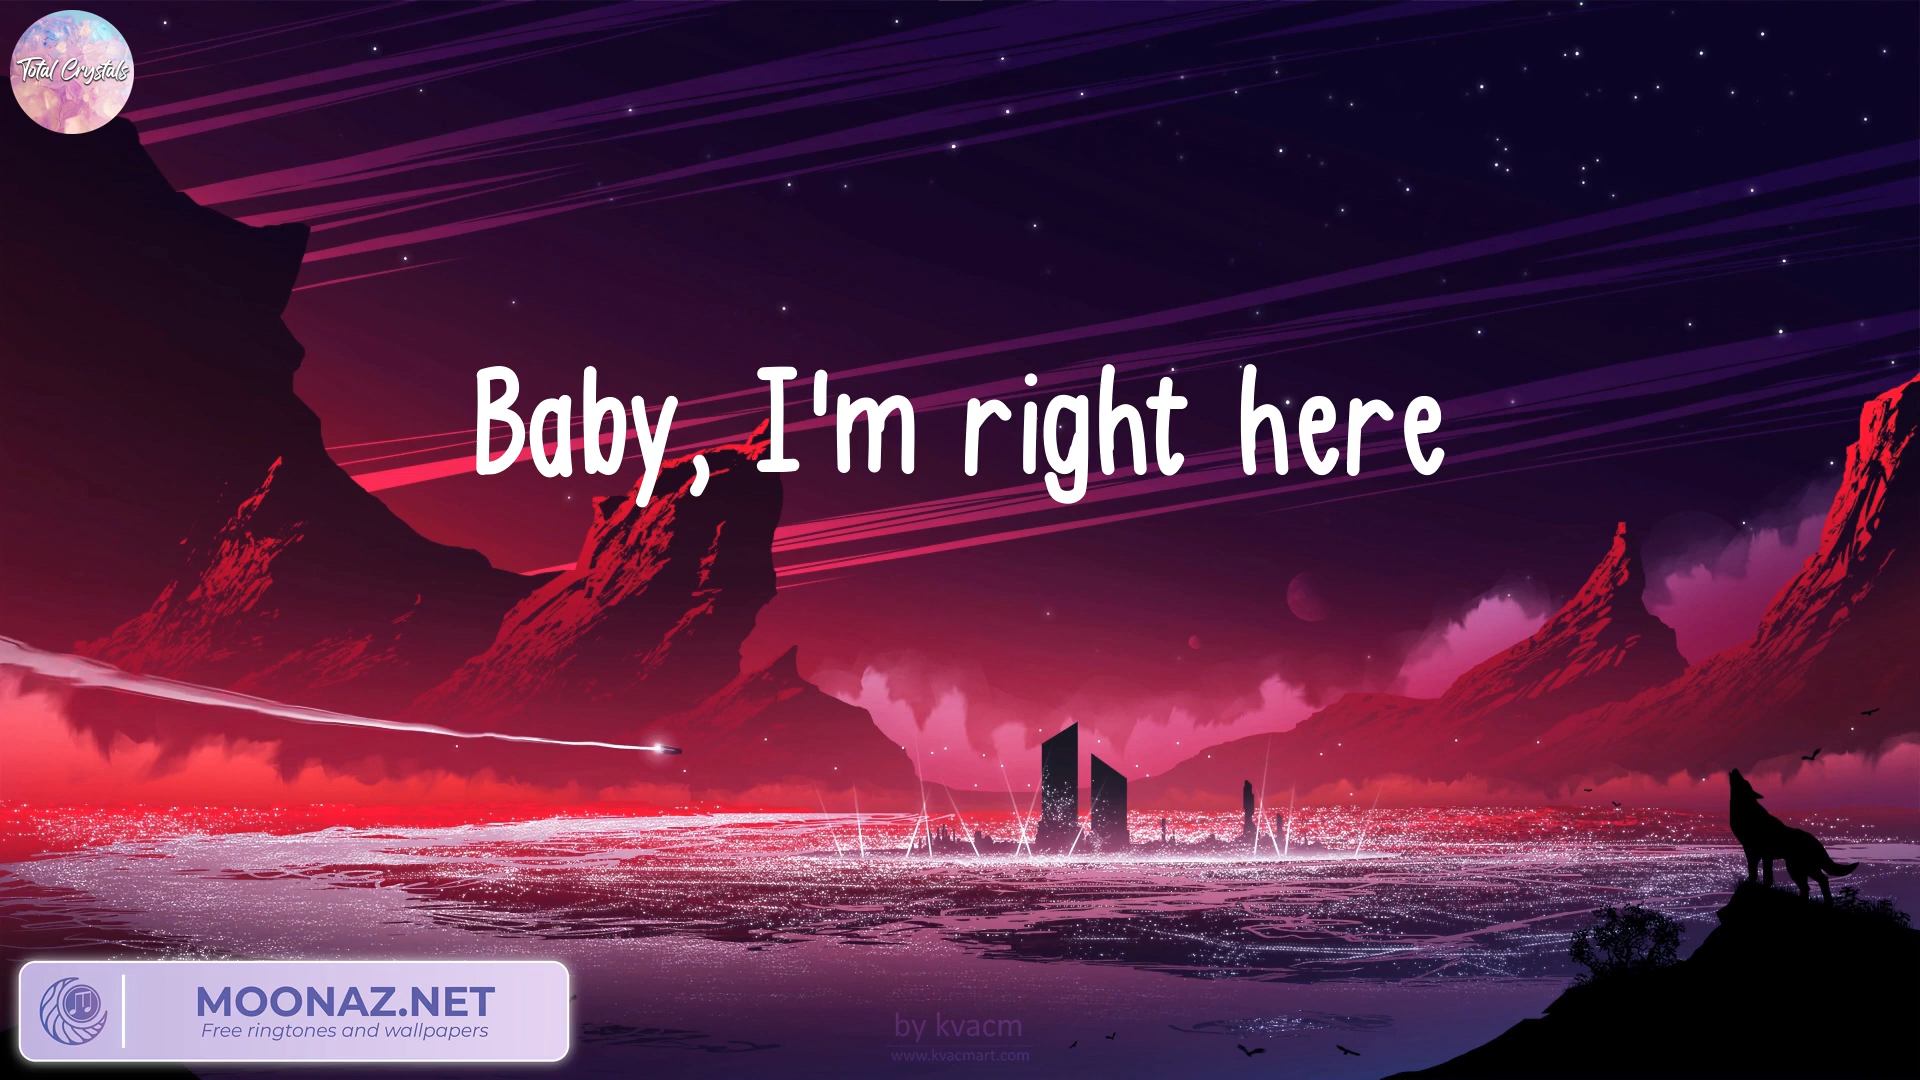 Total Crystals
Baby, I'm right here
MOONAZ.NET
Free ringtones and wallpapers
by kvacm
www.kvacmart.com